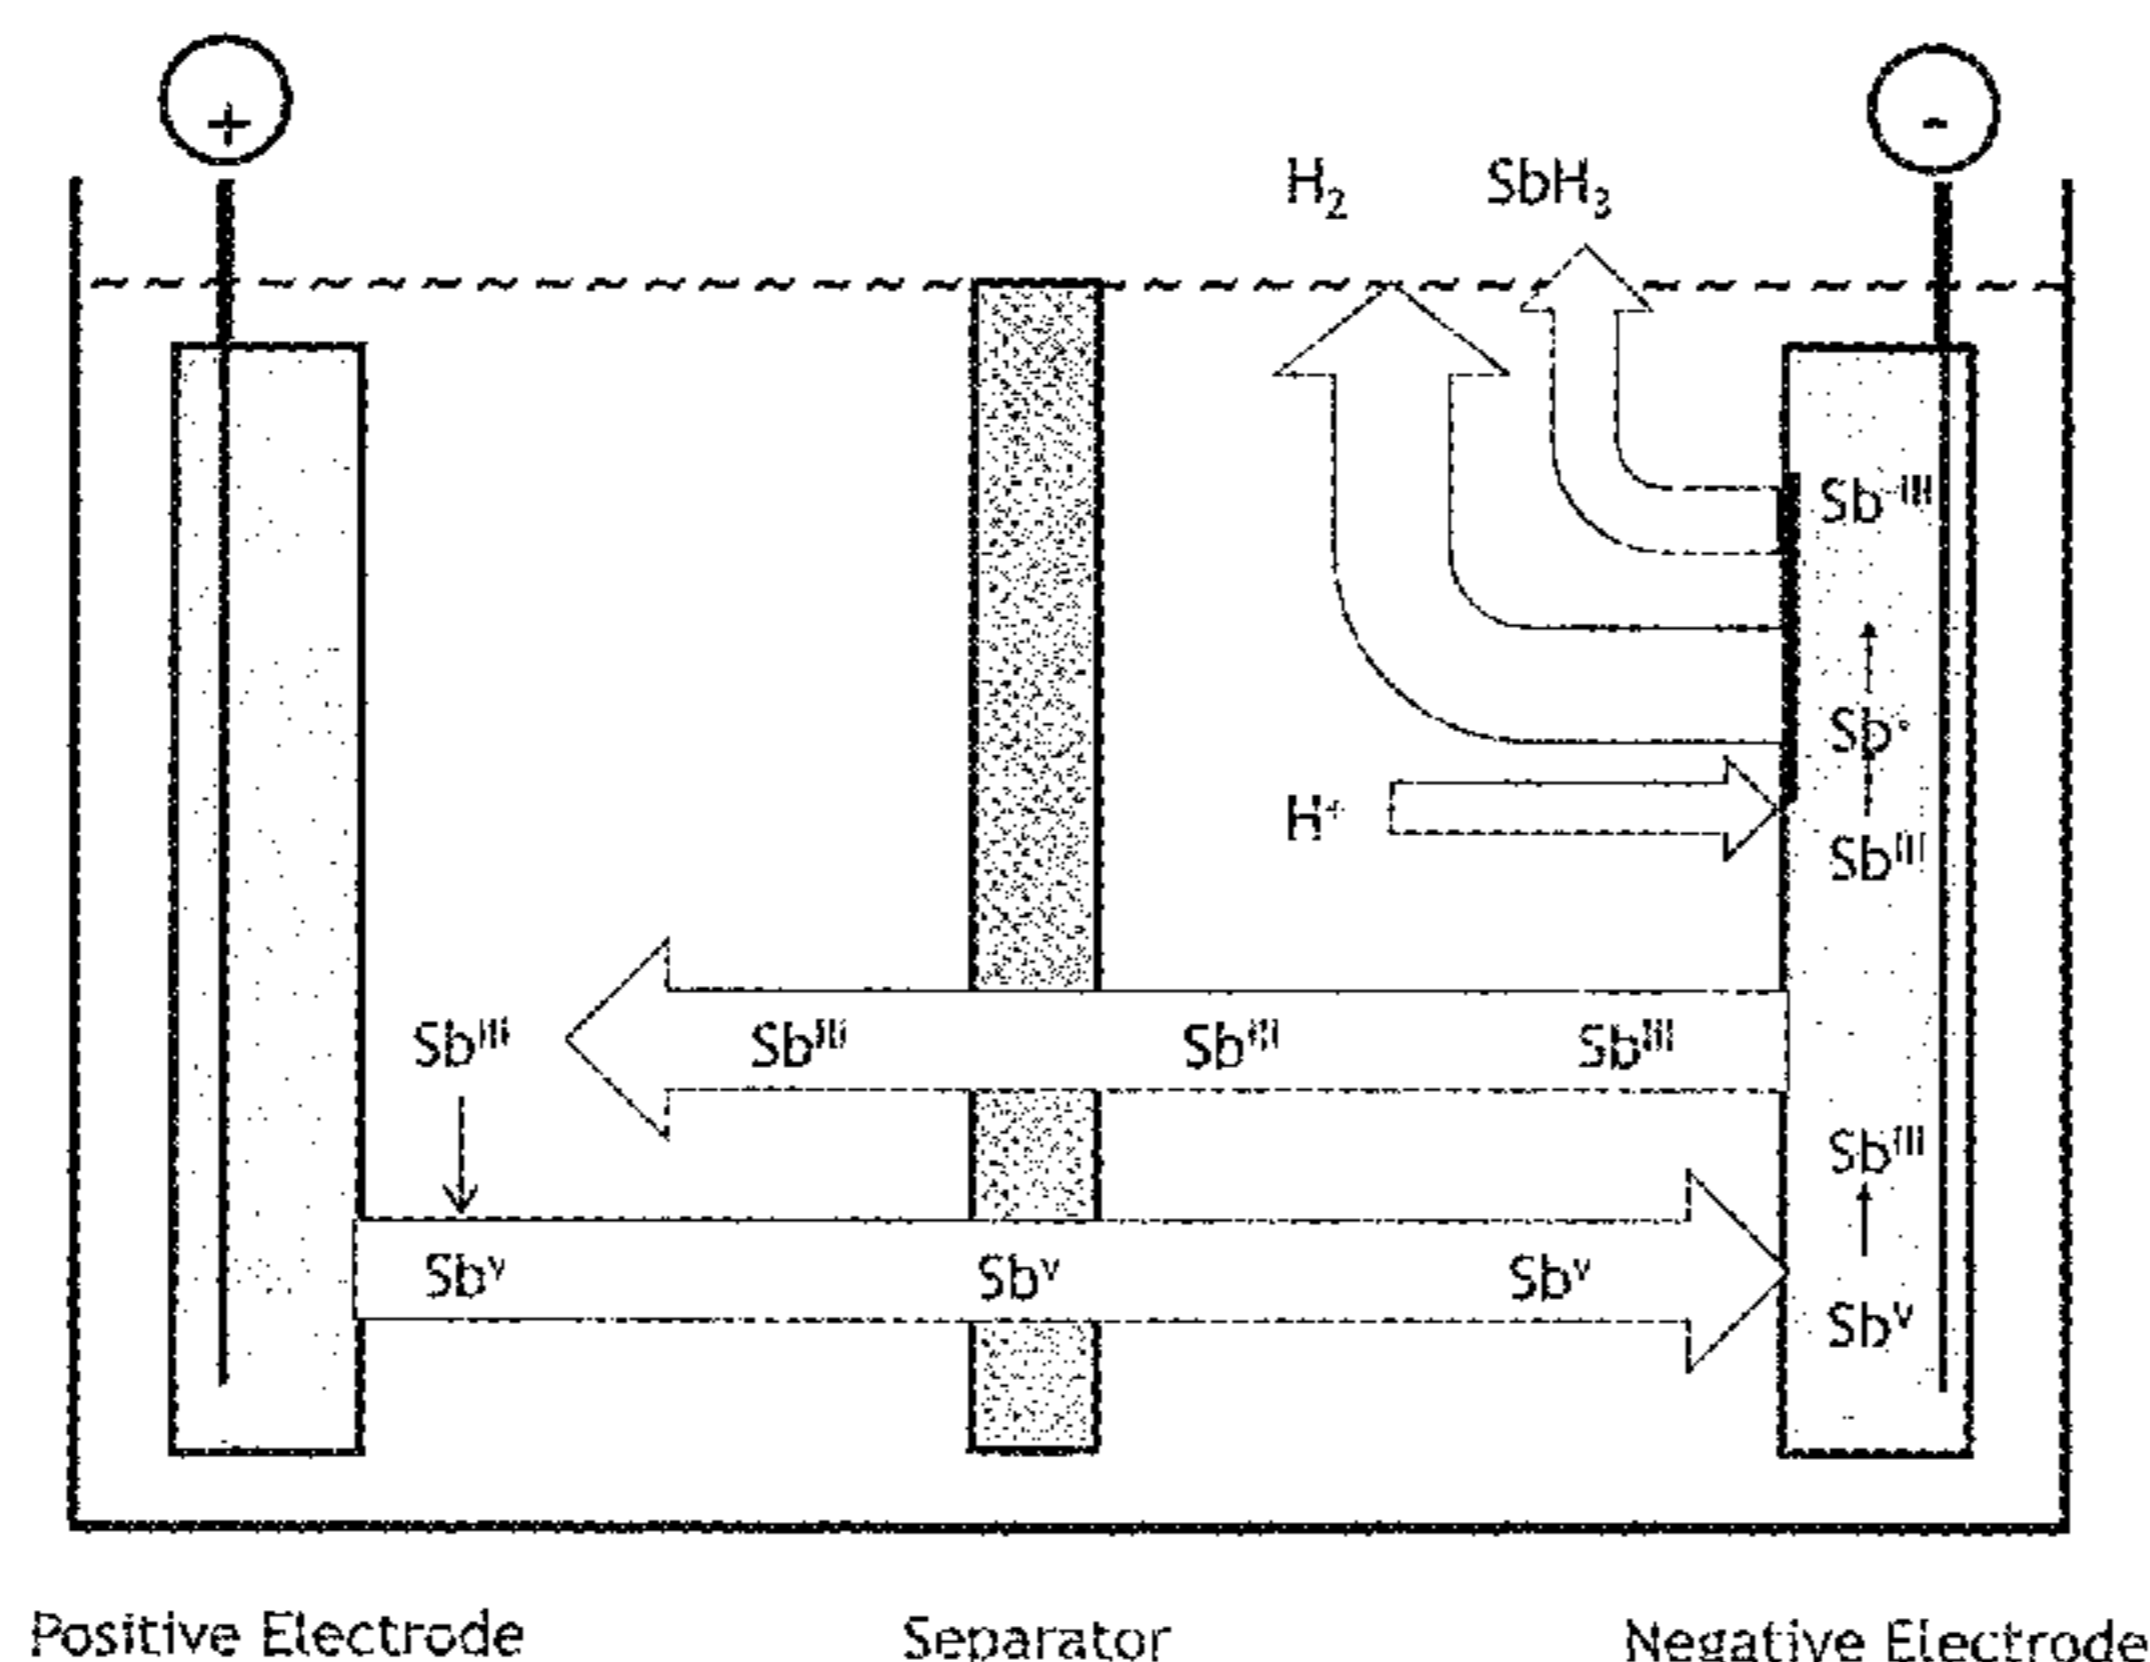 +
-
H₂ SbH₃
Sb⁻ᴵᴵᴵ
Sb°
H⁺
Sbᴵᴵᴵ
Sbᴵᴵᴵ Sbᴵᴵᴵ Sbᴵᴵᴵ Sbᴵᴵᴵ
Sbᴵᴵᴵ
Sbⱽ Sbⱽ Sbⱽ
Sbⱽ
Positive Electrode Separator Negative Electrode